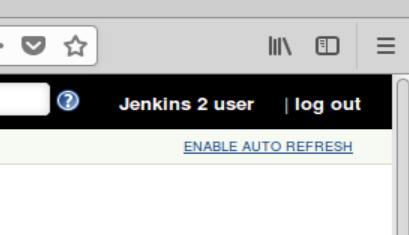 Jenkins 2 user | log out
ENABLE AUTO REFRESH